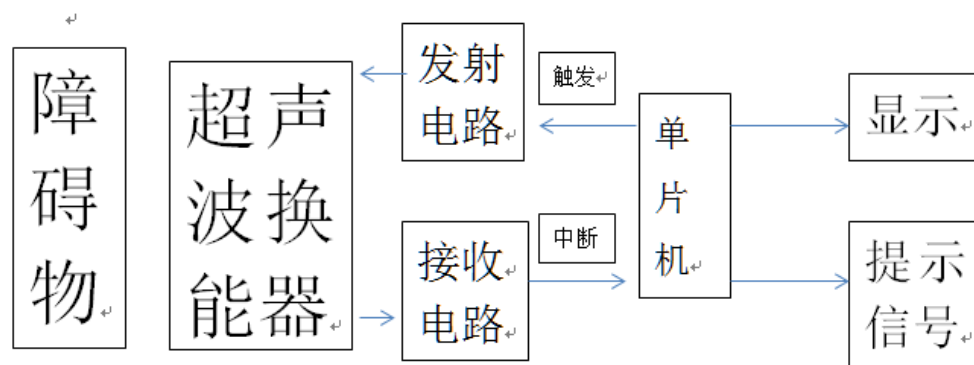 障
碍
物
超声
波换
能器
发射
电路
触发
接收
电路
中断
单
片
机
显示
提示
信号